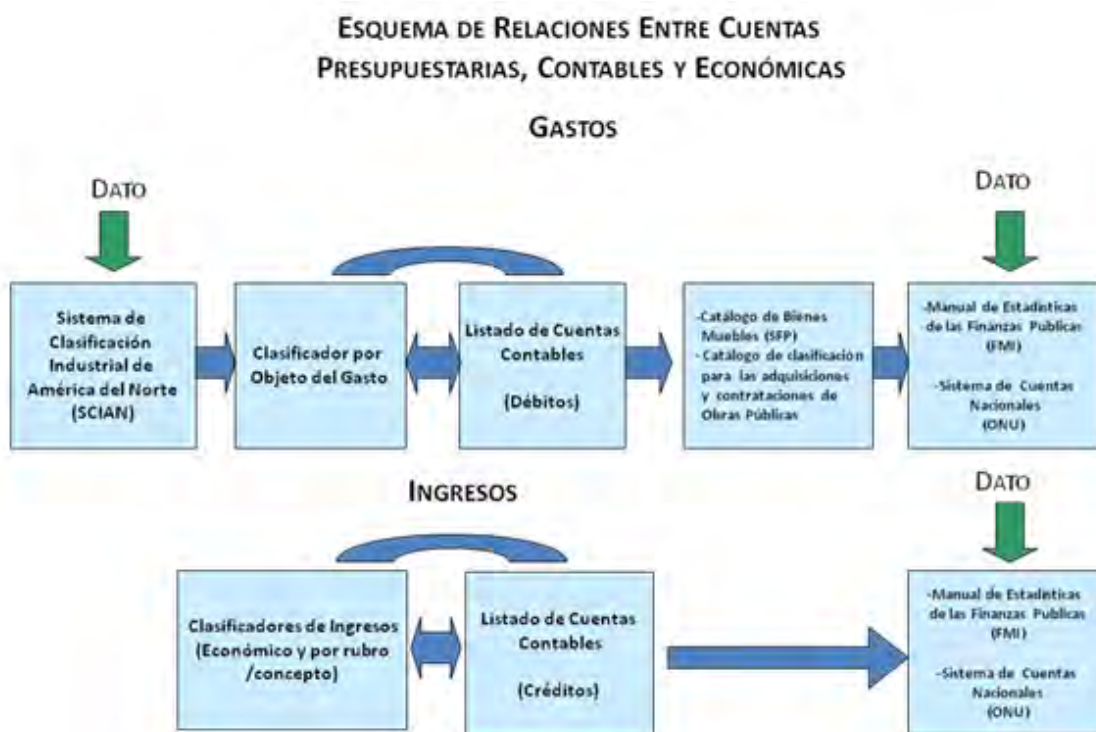 ESQUEMA DE RELACIONES ENTRE CUENTAS
PRESUPUESTARIAS, CONTABLES Y ECONÓMICAS
GASTOS
DATO
DATO
Sistema de
Clasificación
Industrial de
América del Norte
(SCIAN)
Clasificador por
Objeto del Gasto
Listado de Cuentas
Contables
(Débitos)
-Catálogo de Bienes
Muebles (SFP)
- Catálogo de clasificación
para las adquisiciones
y contrataciones de
Obras Públicas
-Manual de Estadísticas
de las Finanzas Publicas
(FMI)
-Sistema de Cuentas
Nacionales
(ONU)
INGRESOS
DATO
Clasificadores de Ingresos
(Económico y por rubro
/concepto)
Listado de Cuentas
Contables
(Créditos)
-Manual de Estadísticas
de las Finanzas Publicas
(FMI)
-Sistema de Cuentas
Nacionales
(ONU)